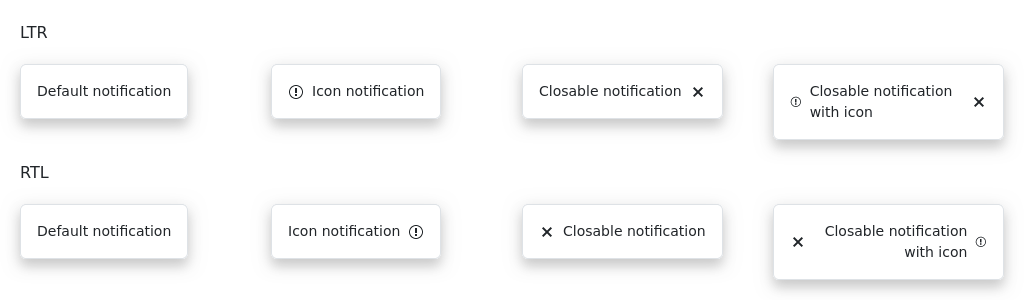 LTR
Default notification
Icon notification
Closable notification
Closable notification
with icon
RTL
Default notification
Icon notification
Closable notification
Closable notification
with icon